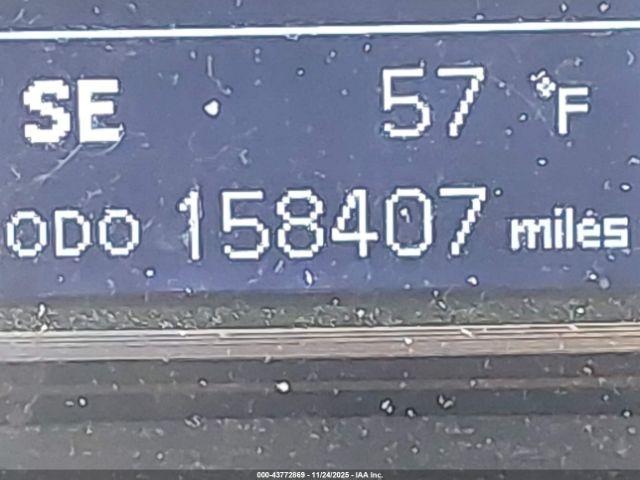 SE 57 °F
ODO 158407 miles
000-43772869 - 11/24/2025 - IAA Inc.